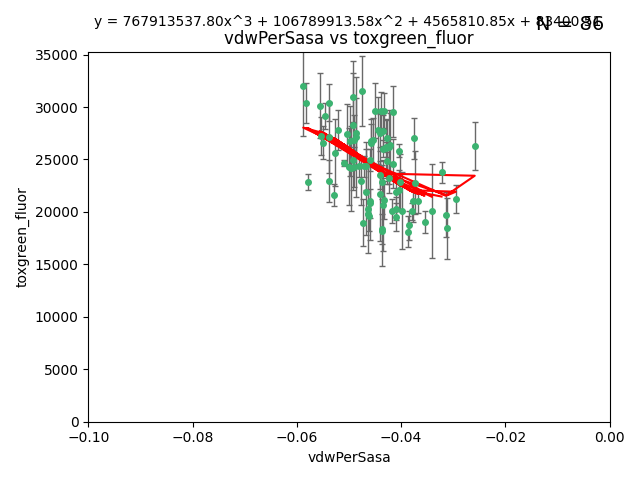 y = 767913537.80x^3 + 106789913.58x^2 + 4565810.85x +
N = 86
vdwPerSasa vs toxgreen_fluor
35000
30000
25000
20000
15000
10000
5000
0
toxgreen_fluor
−0.10
−0.08
−0.06
−0.04
−0.02
0.00
vdwPerSasa